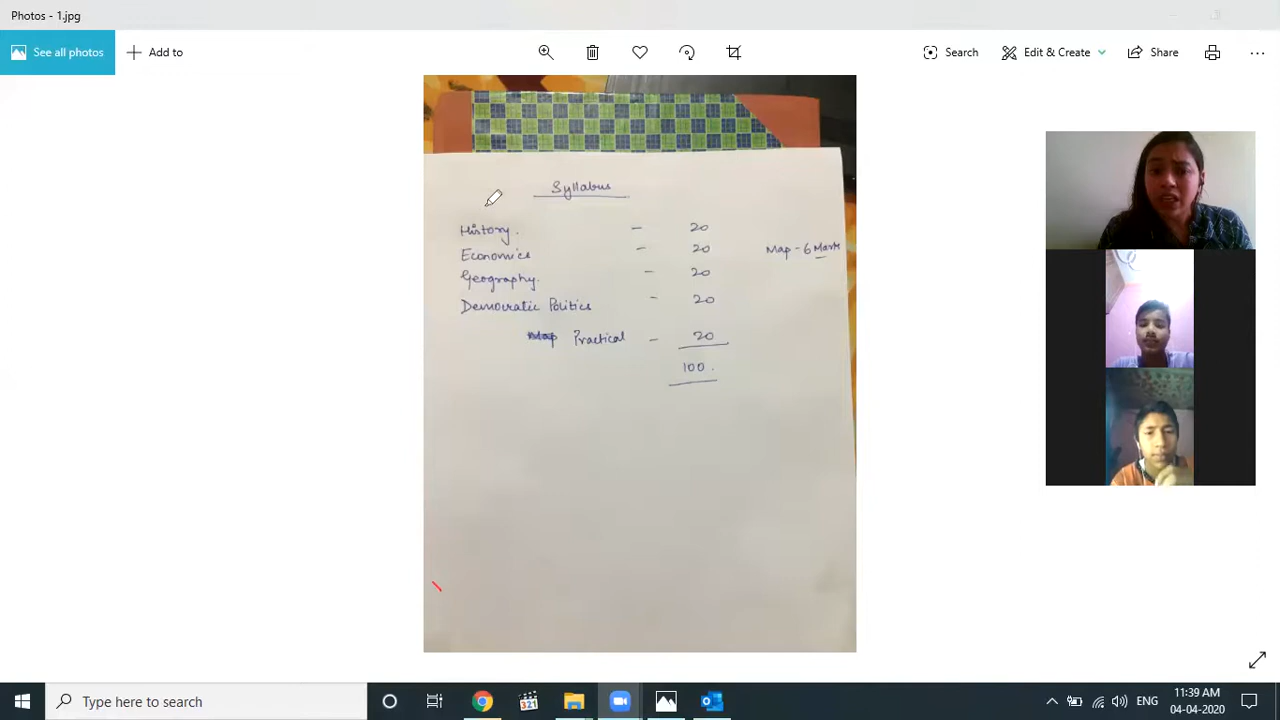 Photos - 1.jpg
See all photos
Add to
Search
Edit & Create
Share
Syllabus
History. - 20
Economics - 20 Map - 6 Marks
Geography. - 20
Democratic Politics - 20
Map Practical - 20
100.
Type here to search
321
ENG
11:39 AM
04-04-2020